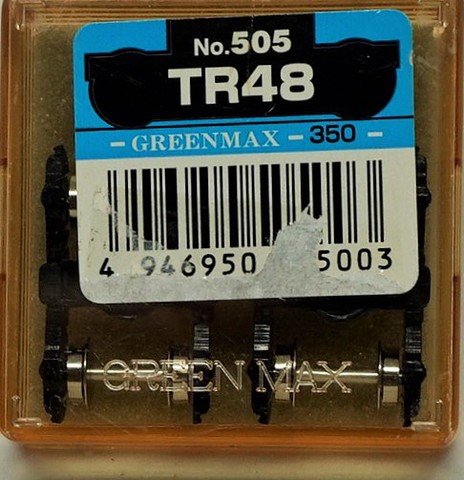 No.505
TR48
- GREENMAX - 350 -
4 946950 5003
GREEN MAX